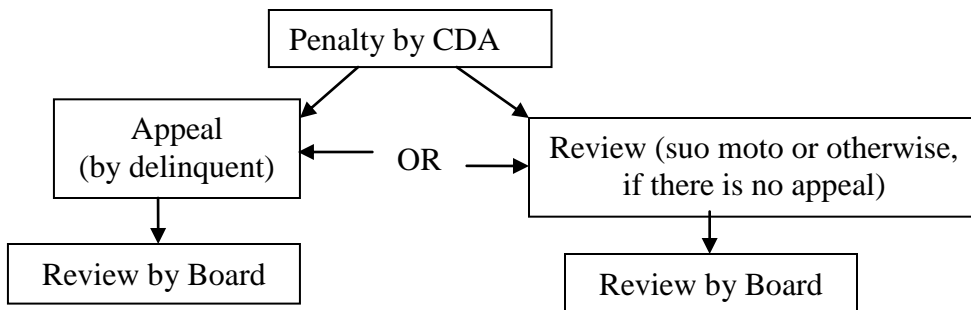 Penalty by CDA
Appeal
(by delinquent)
OR
Review (suo moto or otherwise,
if there is no appeal)
Review by Board
Review by Board